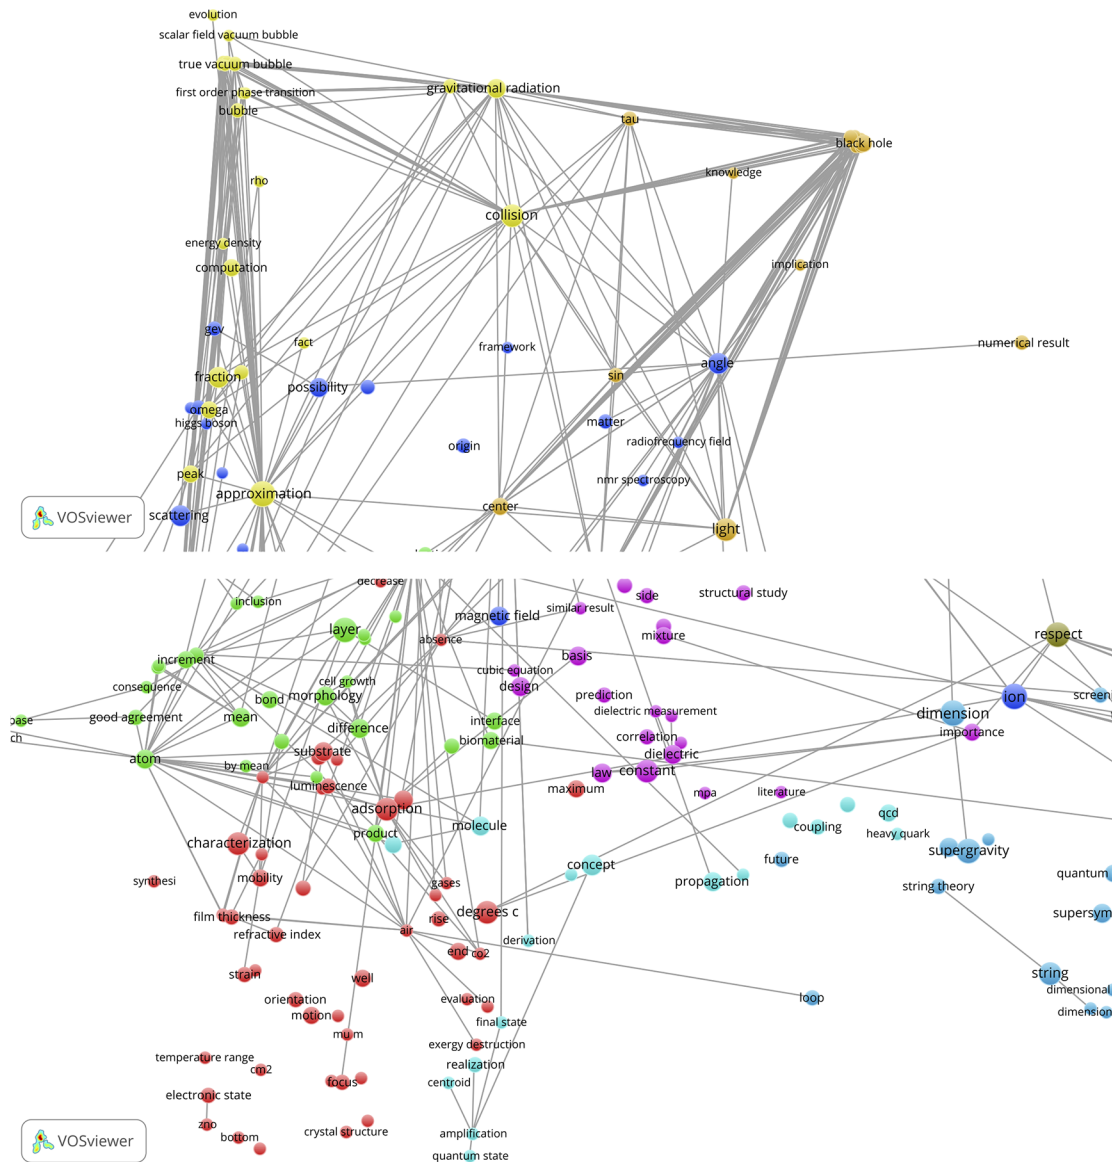 evolution
scalar field vacuum bubble
true vacuum bubble
gravitational radiation
first order phase transition
bubble
tau
black hole
knowledge
rho
collision
energy density
computation
implication
gev
fact
framework
numerical result
angle
fraction
possibility
sin
omega
higgs boson
matter
origin
radiofrequency field
peak
nmr spectroscopy
approximation
center
scattering
light
VOSviewer
decrease
inclusion
similar result
side
structural study
magnetic field
layer
absence
mixture
respect
increment
basis
cubic equation
consequence
cell growth
design
bond
morphology
prediction
ion
screen
good agreement
mean
dielectric measurement
dimension
base
difference
interface
importance
ch
correlation
biomaterial
substrate
dielectric
atom
by mean
law
constant
luminescence
maximum
mpa
literature
adsorption
product
molecule
coupling
qcd
heavy quark
characterization
concept
future
supergravity
synthesi
mobility
gases
propagation
string theory
quantum
film thickness
rise
degrees c
supersym
refractive index
air
derivation
end
co2
strain
well
string
orientation
evaluation
loop
dimensional
motion
final state
dimension
mu m
exergy destruction
temperature range
realization
cm2
focus
centroid
electronic state
zno
bottom
crystal structure
amplification
quantum state
VOSviewer